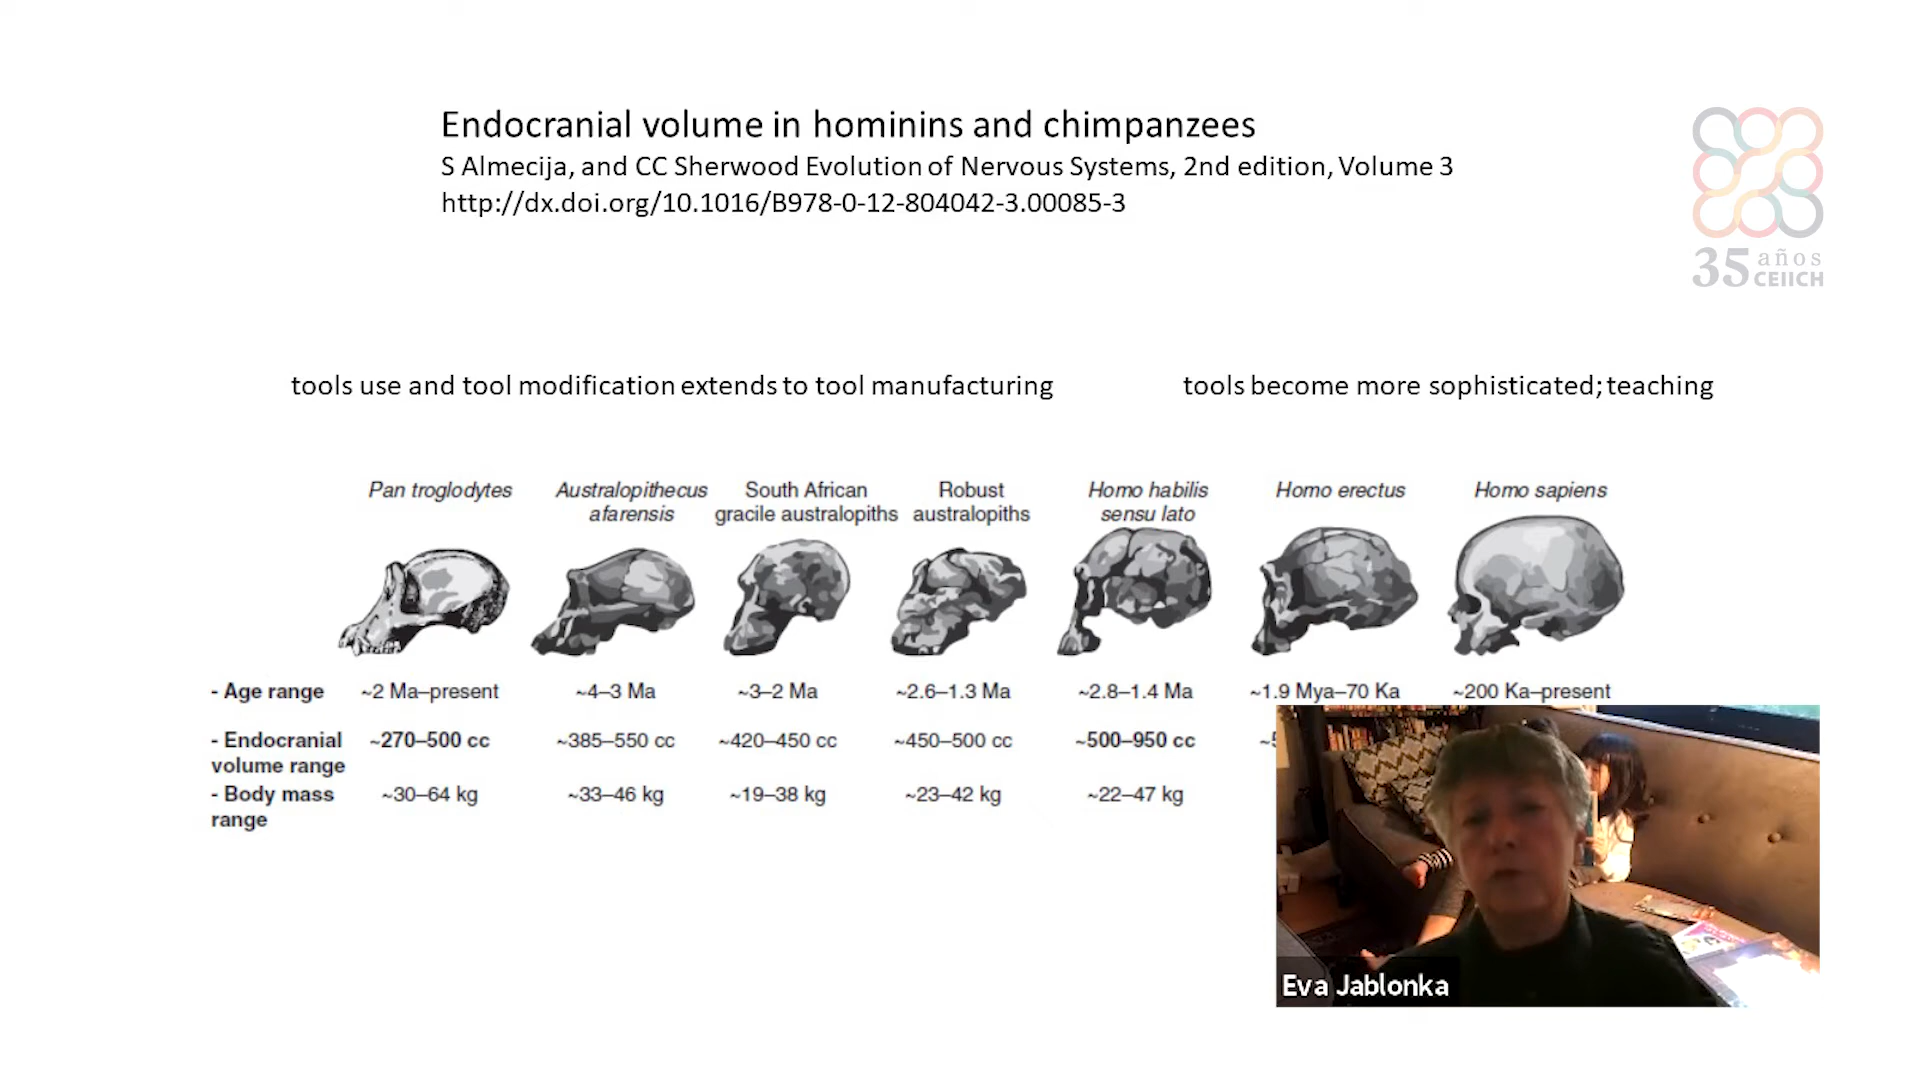 Endocranial volume in hominins and chimpanzees
S Almecija, and CC Sherwood Evolution of Nervous Systems, 2nd edition, Volume 3
http://dx.doi.org/10.1016/B978-0-12-804042-3.00085-3
35 años
CEIICH
tools use and tool modification extends to tool manufacturing
tools become more sophisticated; teaching
Pan troglodytes
Australopithecus
afarensis
South African
gracile australopiths
Robust
australopiths
Homo habilis
sensu lato
Homo erectus
Homo sapiens
- Age range ~2 Ma–present ~4–3 Ma ~3–2 Ma ~2.6–1.3 Ma ~2.8–1.4 Ma ~1.9 Mya–70 Ka ~200 Ka–present
- Endocranial ~270–500 cc ~385–550 cc ~420–450 cc ~450–500 cc ~500–950 cc
volume range
- Body mass ~30–64 kg ~33–46 kg ~19–38 kg ~23–42 kg ~22–47 kg
range
Eva Jablonka